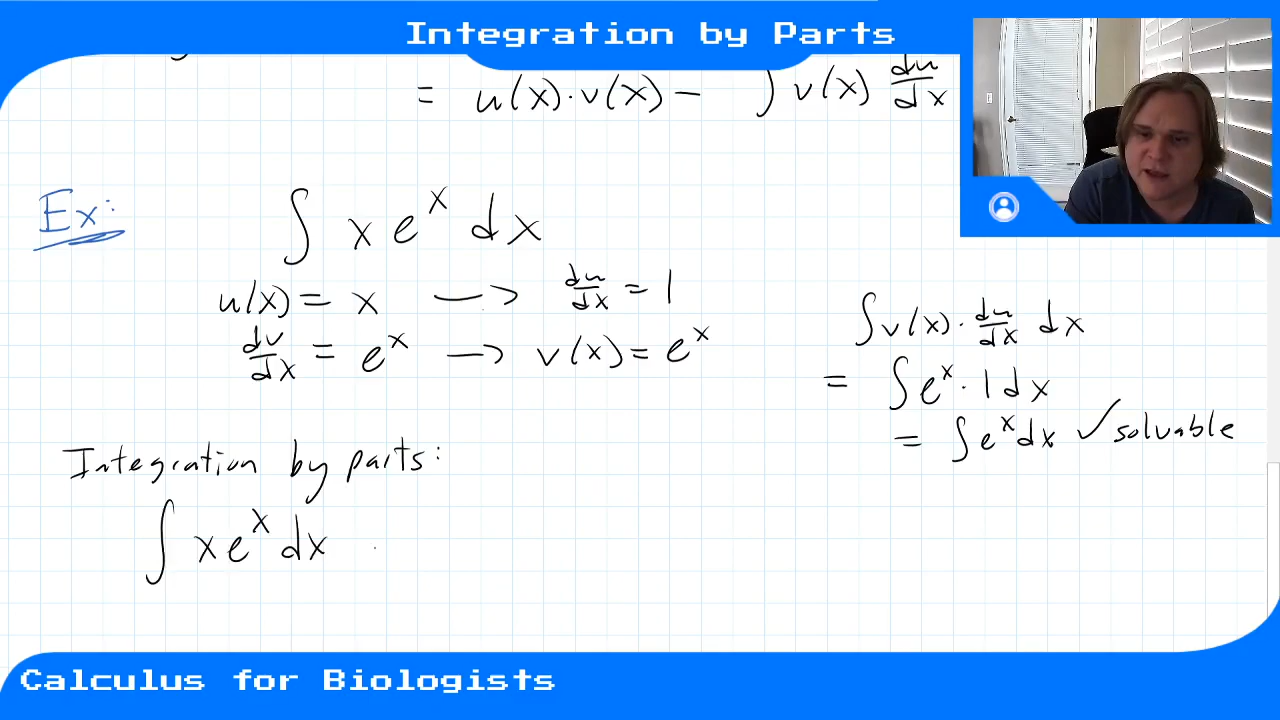 Integration by Parts
= u(x)·v(x) - ∫ v(x) du/dx
Ex:
∫ x e^x dx
u(x) = x → du/dx = 1
dv/dx = e^x → v(x) = e^x
∫ v(x) · du/dx dx
= ∫ e^x · 1 dx
= ∫ e^x dx ✓ solvable
Integration by parts:
∫ x e^x dx
Calculus for Biologists